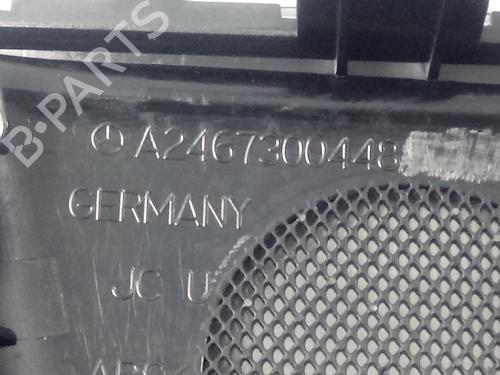 B-PARTS
A2467300448
GERMANY
JC U